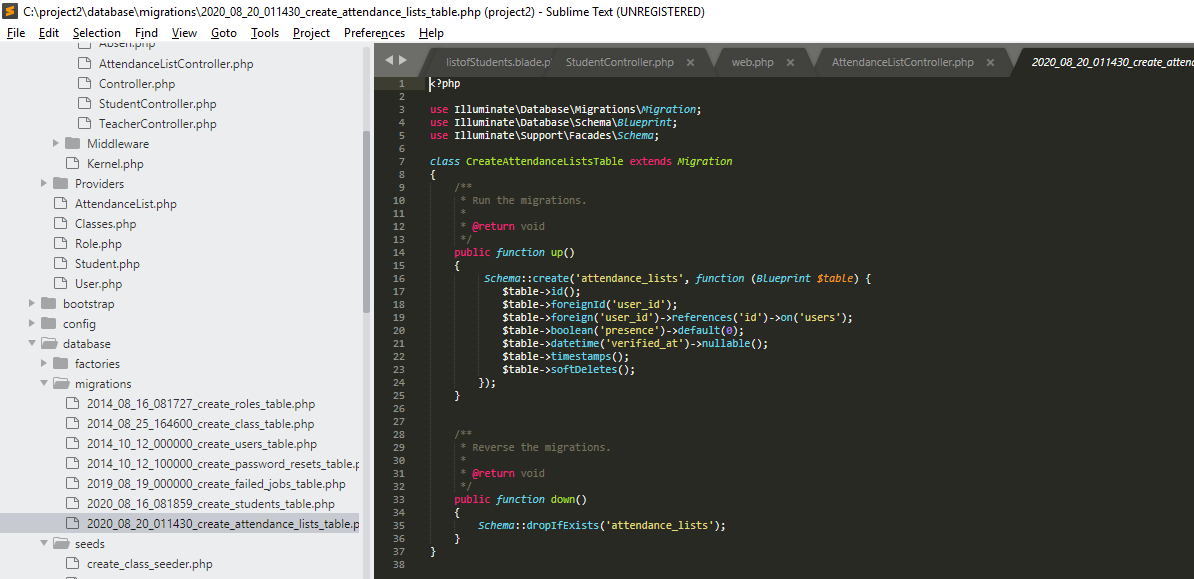 C:\project2\database\migrations\2020_08_20_011430_create_attendance_lists_table.php (project2) - Sublime Text (UNREGISTERED)
File Edit Selection Find View Goto Tools Project Preferences Help
Absen.php
AttendanceListController.php
Controller.php
StudentController.php
TeacherController.php
Middleware
Kernel.php
Providers
AttendanceList.php
Classes.php
Role.php
Student.php
User.php
bootstrap
config
database
factories
migrations
2014_08_16_081727_create_roles_table.php
2014_08_25_164600_create_class_table.php
2014_10_12_000000_create_users_table.php
2014_10_12_100000_create_password_resets_table.p
2019_08_19_000000_create_failed_jobs_table.php
2020_08_16_081859_create_students_table.php
2020_08_20_011430_create_attendance_lists_table.p
seeds
create_class_seeder.php
listofStudents.blade.p StudentController.php × web.php × AttendanceListController.php × 2020_08_20_011430_create_atten
1 <?php
2
3 use Illuminate\Database\Migrations\Migration;
4 use Illuminate\Database\Schema\Blueprint;
5 use Illuminate\Support\Facades\Schema;
6
7 class CreateAttendanceListsTable extends Migration
8 {
9 /**
10 * Run the migrations.
11 *
12 * @return void
13 */
14 public function up()
15 {
16 Schema::create('attendance_lists', function (Blueprint $table) {
17 $table->id();
18 $table->foreignId('user_id');
19 $table->foreign('user_id')->references('id')->on('users');
20 $table->boolean('presence')->default(0);
21 $table->datetime('verified_at')->nullable();
22 $table->timestamps();
23 $table->softDeletes();
24 });
25 }
26
27
28 /**
29 * Reverse the migrations.
30 *
31 * @return void
32 */
33 public function down()
34 {
35 Schema::dropIfExists('attendance_lists');
36 }
37 }
38